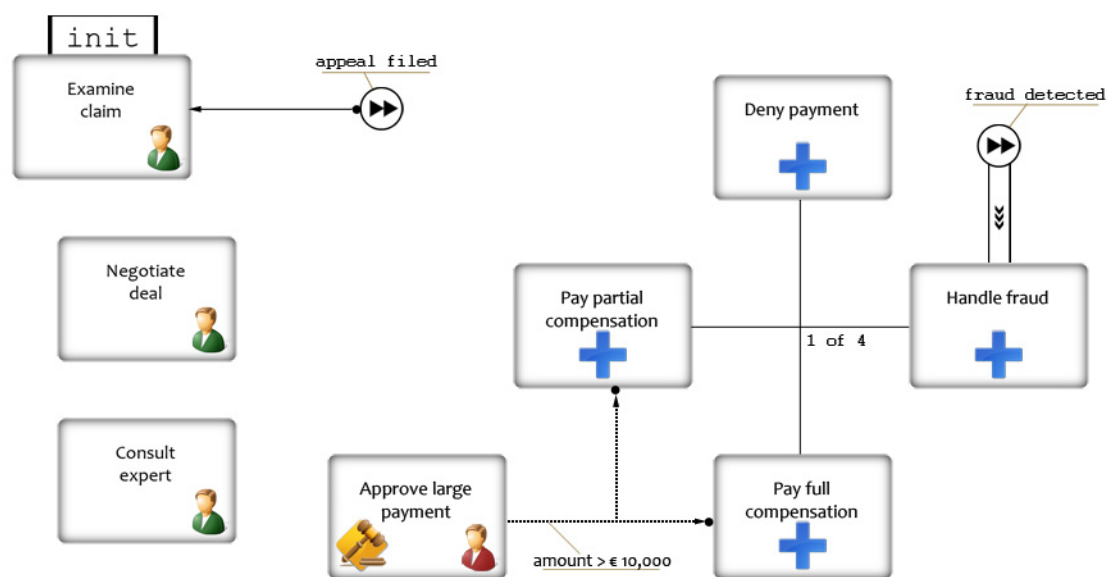 init
Examine
claim
appeal filed
Deny payment
fraud detected
Negotiate
deal
Pay partial
compensation
Handle fraud
1 of 4
Consult
expert
Approve large
payment
Pay full
compensation
amount > € 10,000